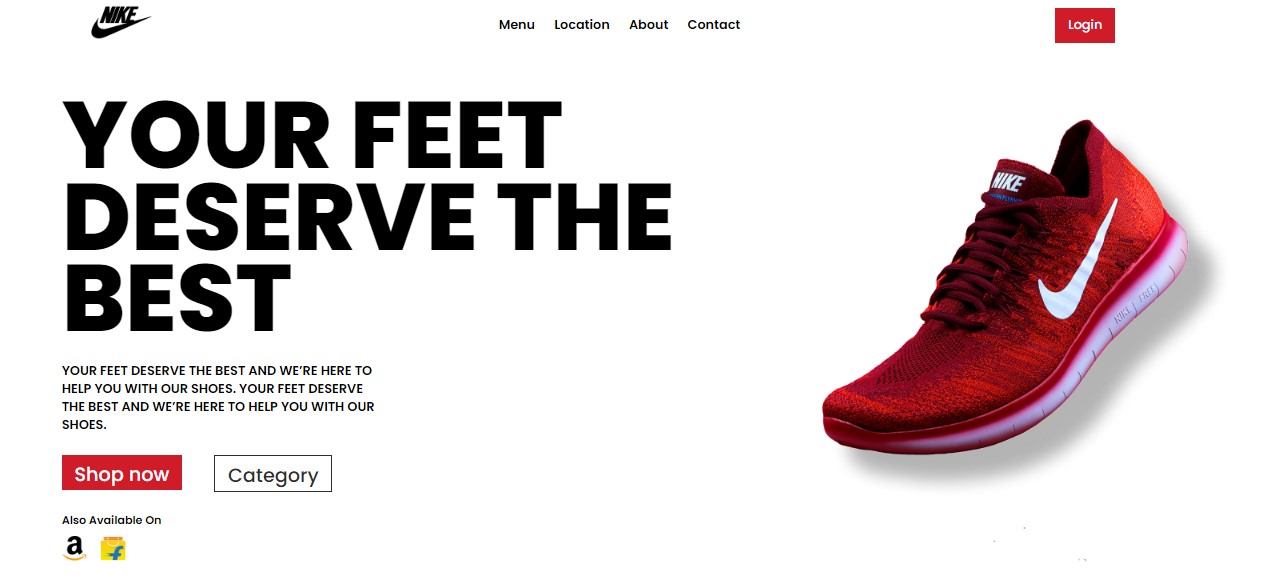 NIKE
Menu Location About Contact
Login
YOUR FEET
DESERVE THE
BEST
NIKE
NIKE FREE
YOUR FEET DESERVE THE BEST AND WE’RE HERE TO
HELP YOU WITH OUR SHOES. YOUR FEET DESERVE
THE BEST AND WE’RE HERE TO HELP YOU WITH OUR
SHOES.
Shop now
Category
Also Available On
a
f